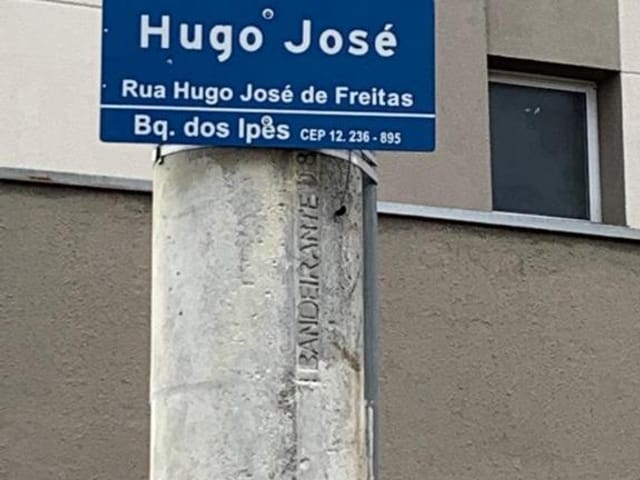 Hugo José
Rua Hugo José de Freitas
Bq. dos Ipês CEP 12.236-895
BANDEIRANTE